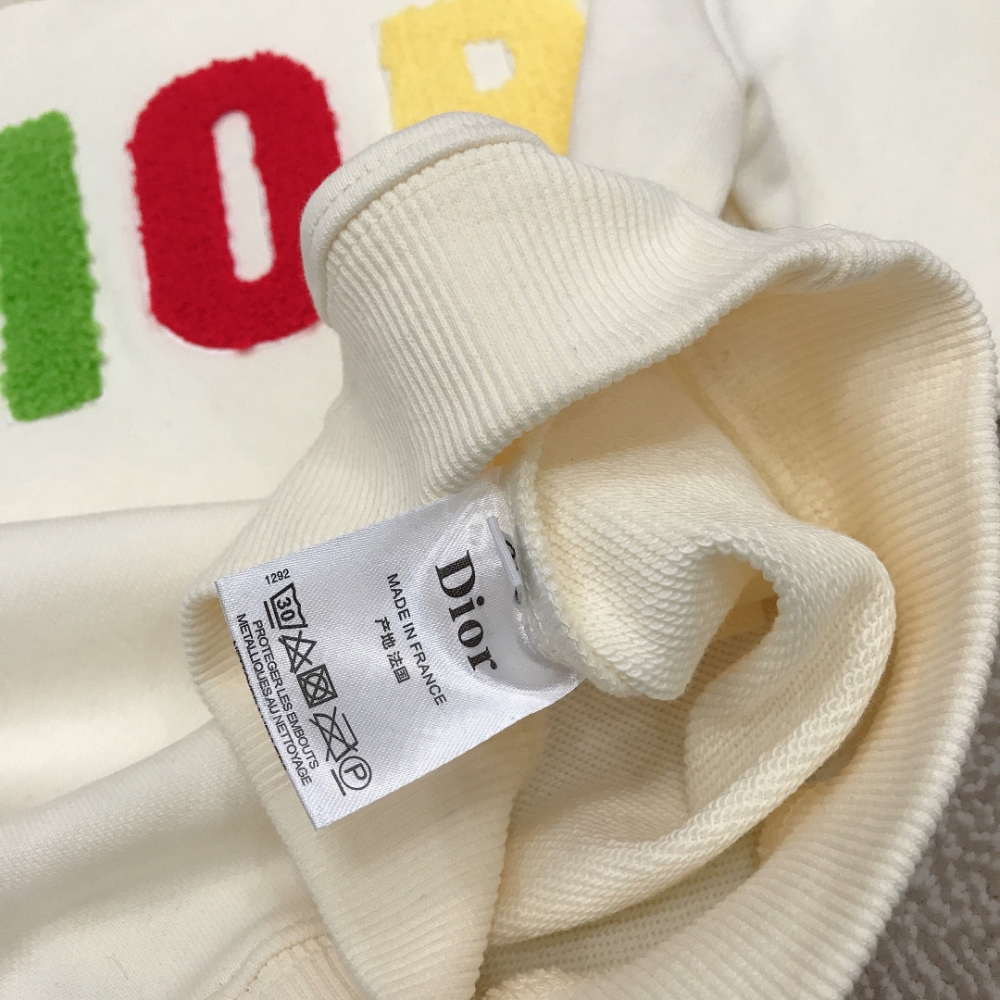 IOR
Dior
MADE IN FRANCE
产地 法国
1292
30
P
PROTEGER LES EMBOUTS
METALLIQUES AU NETTOYAGE